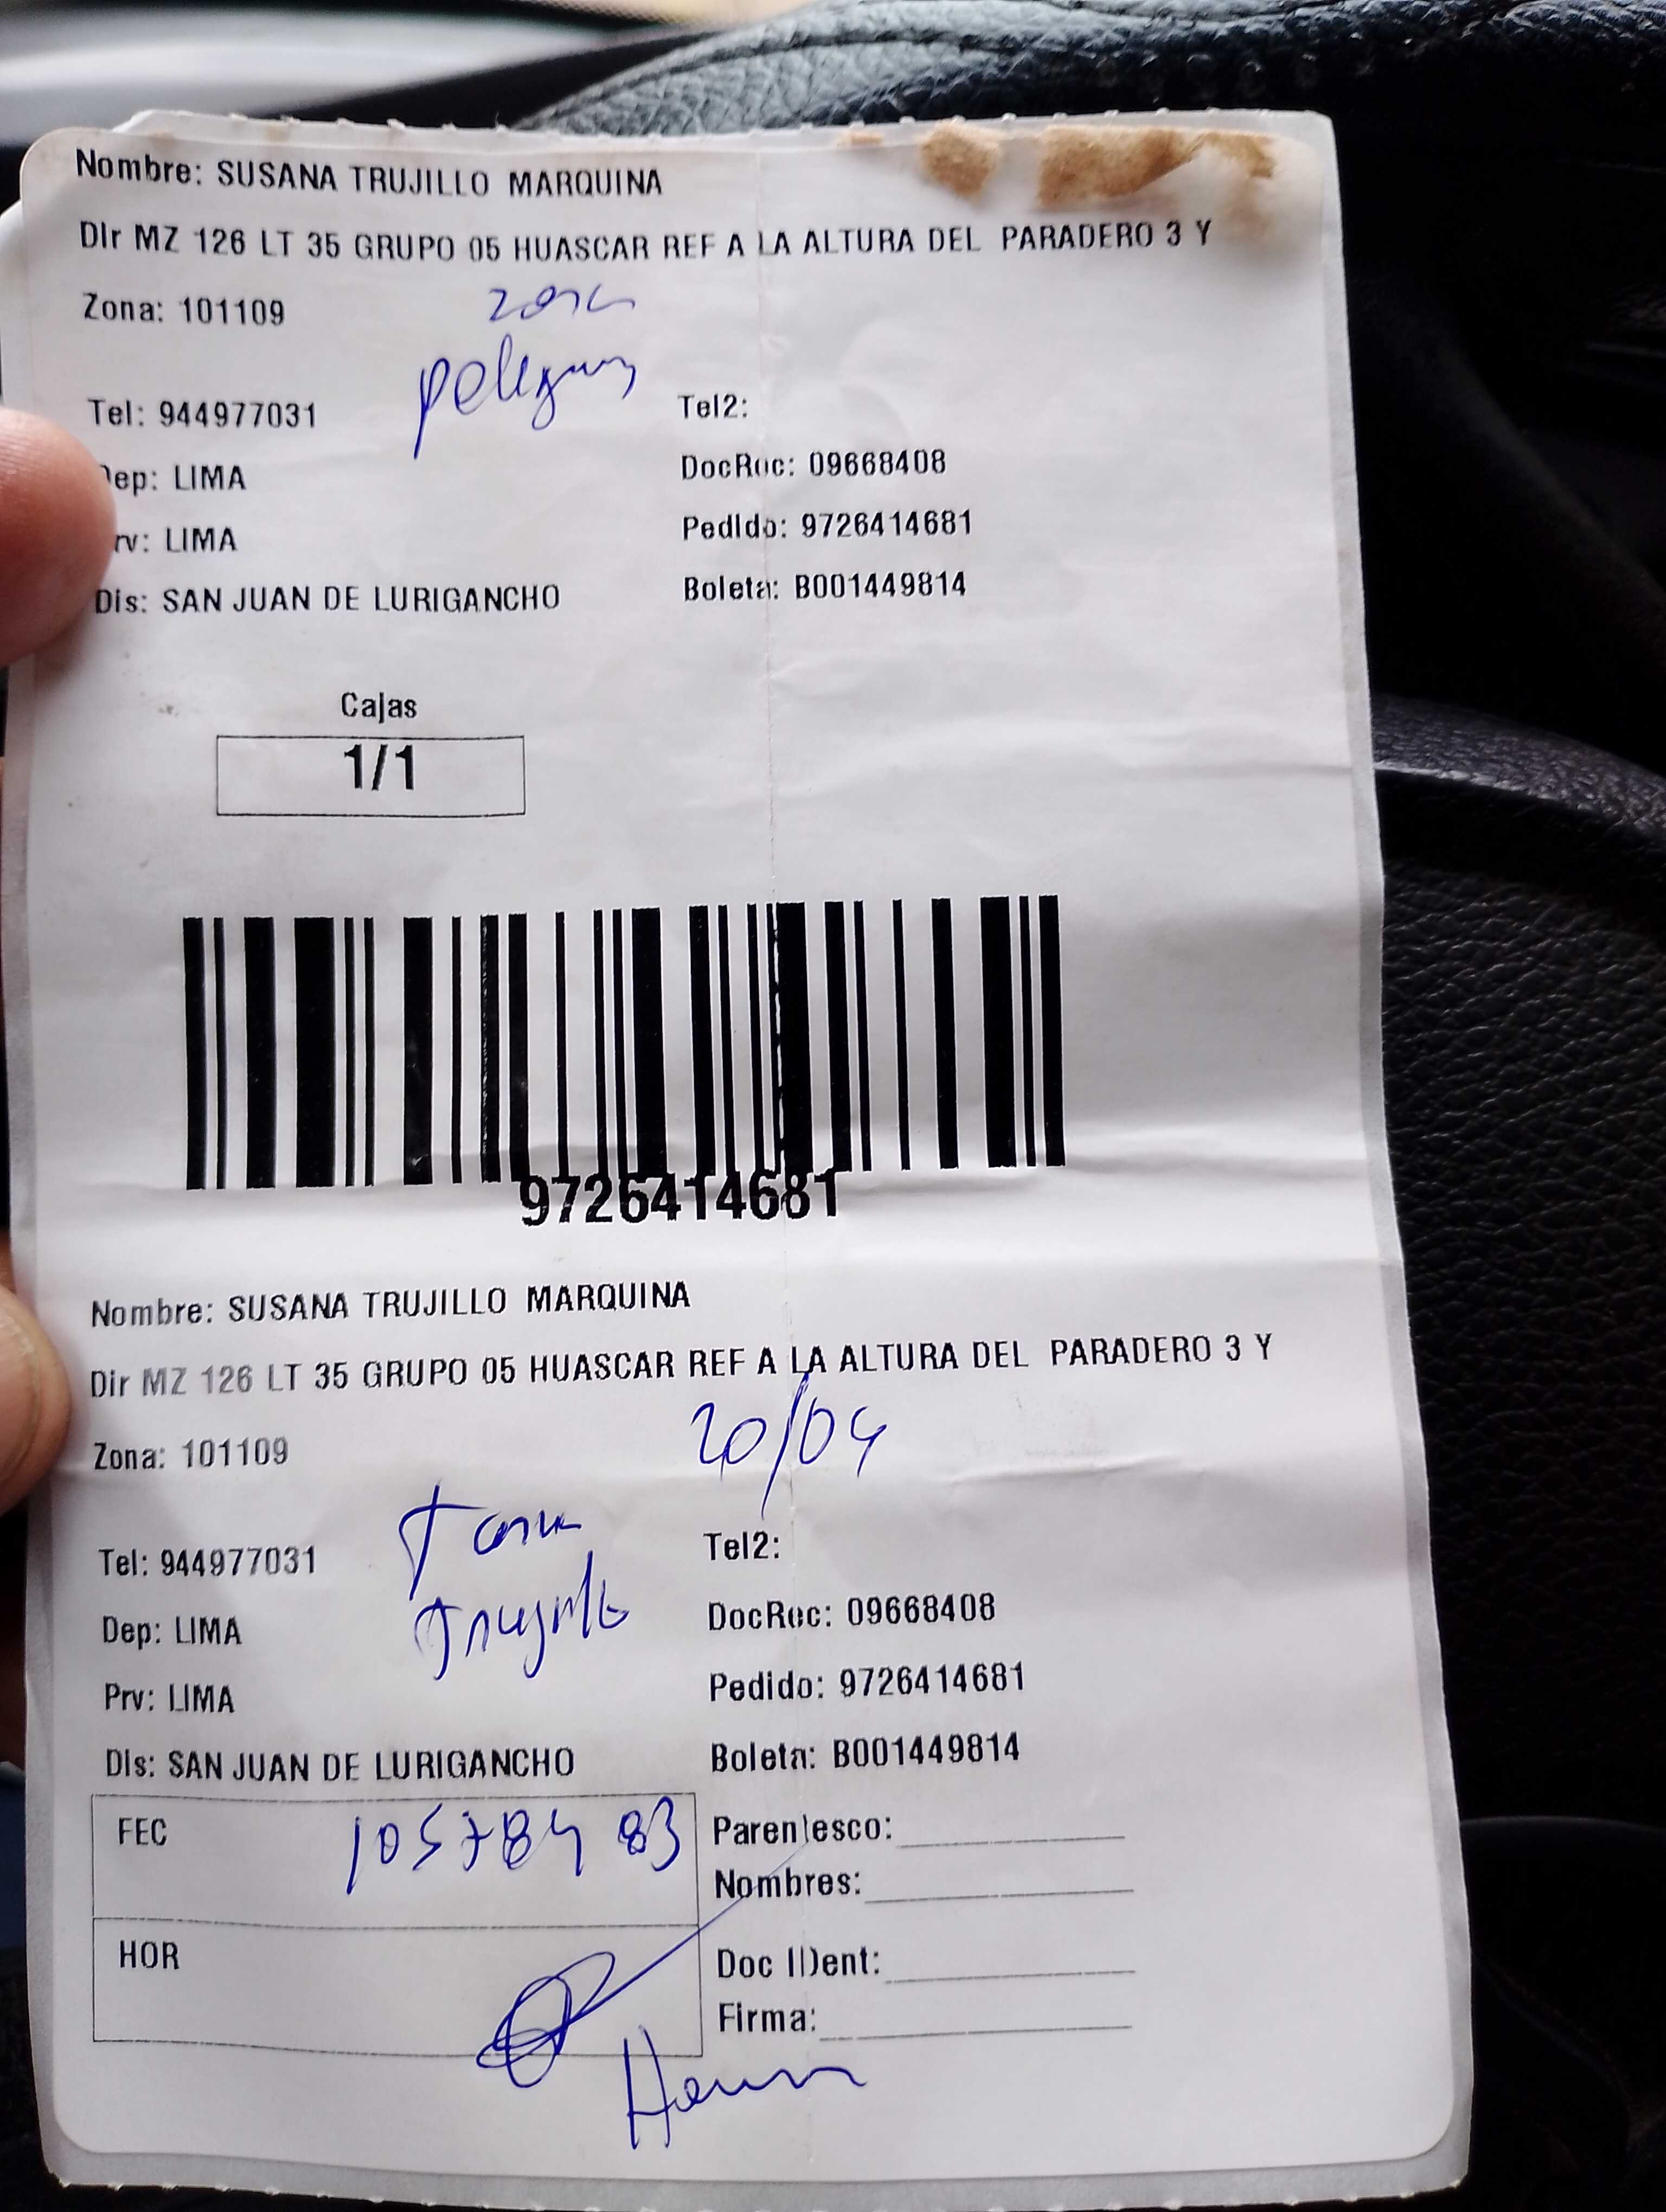 Nombre: SUSANA TRUJILLO MARQUINA
Dir MZ 126 LT 35 GRUPO 05 HUASCAR REF A LA ALTURA DEL PARADERO 3 Y
Zona: 101109
zona
Tel: 944977031 Tel2:
ep: LIMA DocRec: 09668408
rv: LIMA Pedido: 9726414681
Dis: SAN JUAN DE LURIGANCHO Boleta: B001449814
Cajas
1/1
9726414681
Nombre: SUSANA TRUJILLO MARQUINA
Dir MZ 126 LT 35 GRUPO 05 HUASCAR REF A LA ALTURA DEL PARADERO 3 Y
20/04
Zona: 101109
Tel: 944977031 Tel2:
Trujillo
Dep: LIMA DocRec: 09668408
Prv: LIMA Pedido: 9726414681
Dis: SAN JUAN DE LURIGANCHO Boleta: B001449814
FEC 10578483 Parentesco:
Nombres:
HOR Doc IDent:
Firma: